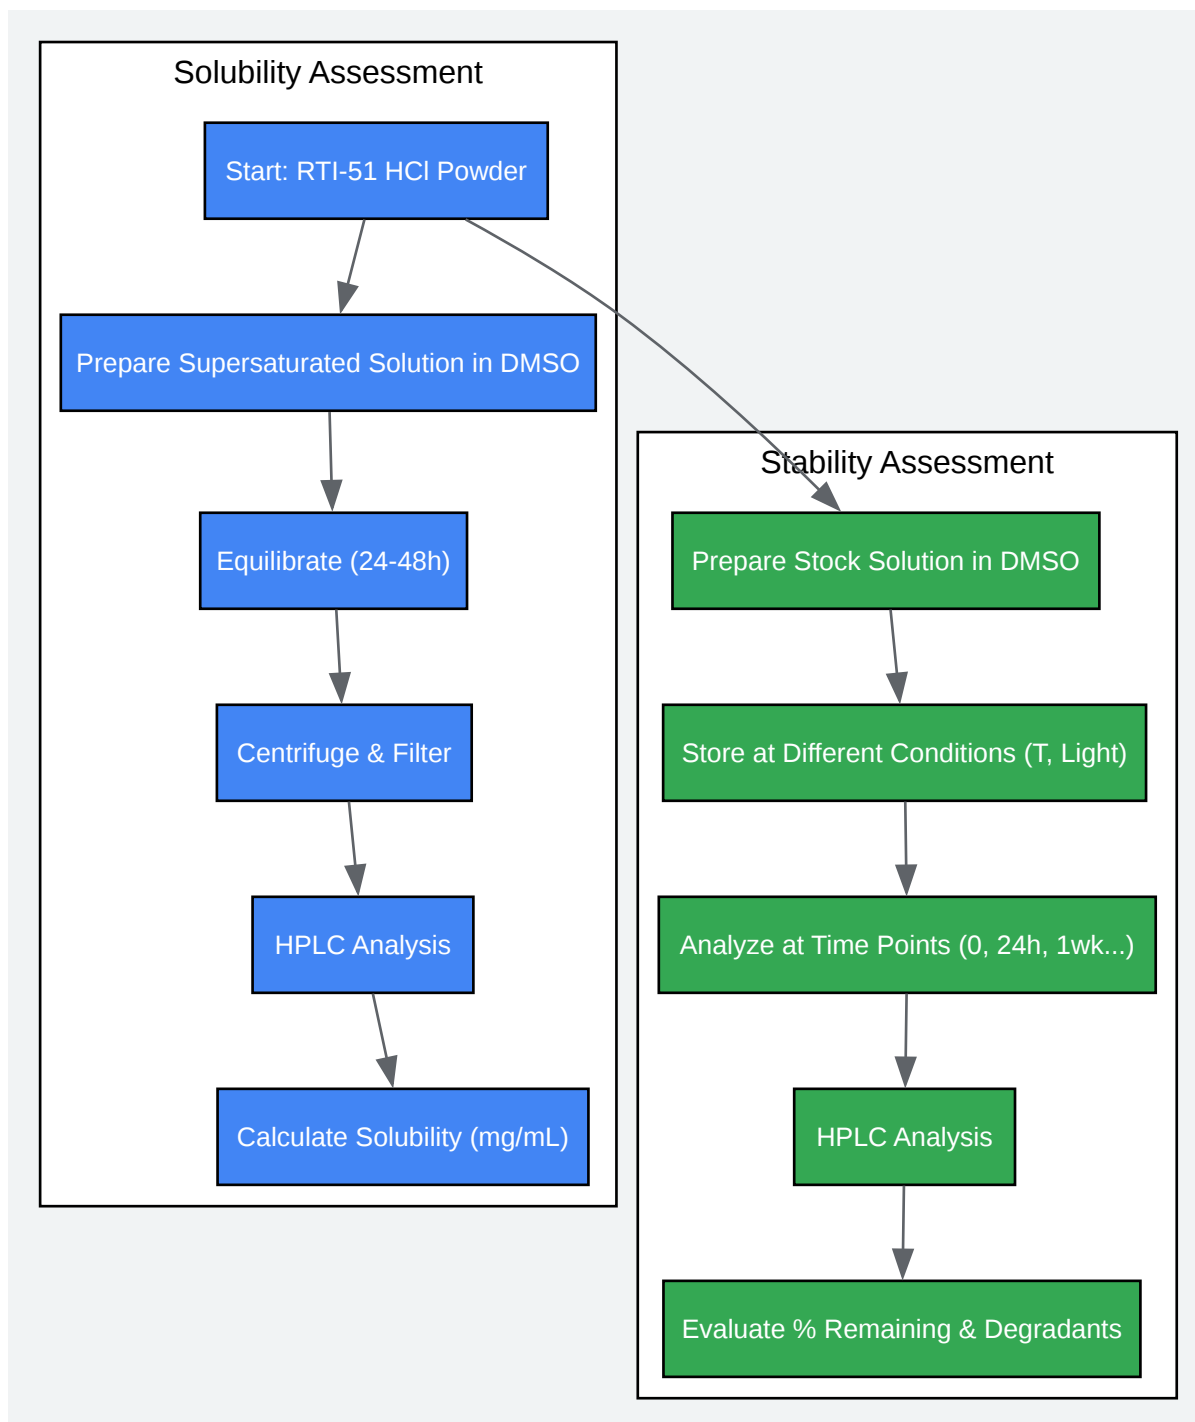 Solubility Assessment
Start: RTI-51 HCl Powder
Prepare Supersaturated Solution in DMSO
Equilibrate (24-48h)
Centrifuge & Filter
HPLC Analysis
Calculate Solubility (mg/mL)
Stability Assessment
Prepare Stock Solution in DMSO
Store at Different Conditions (T, Light)
Analyze at Time Points (0, 24h, 1wk...)
HPLC Analysis
Evaluate % Remaining & Degradants